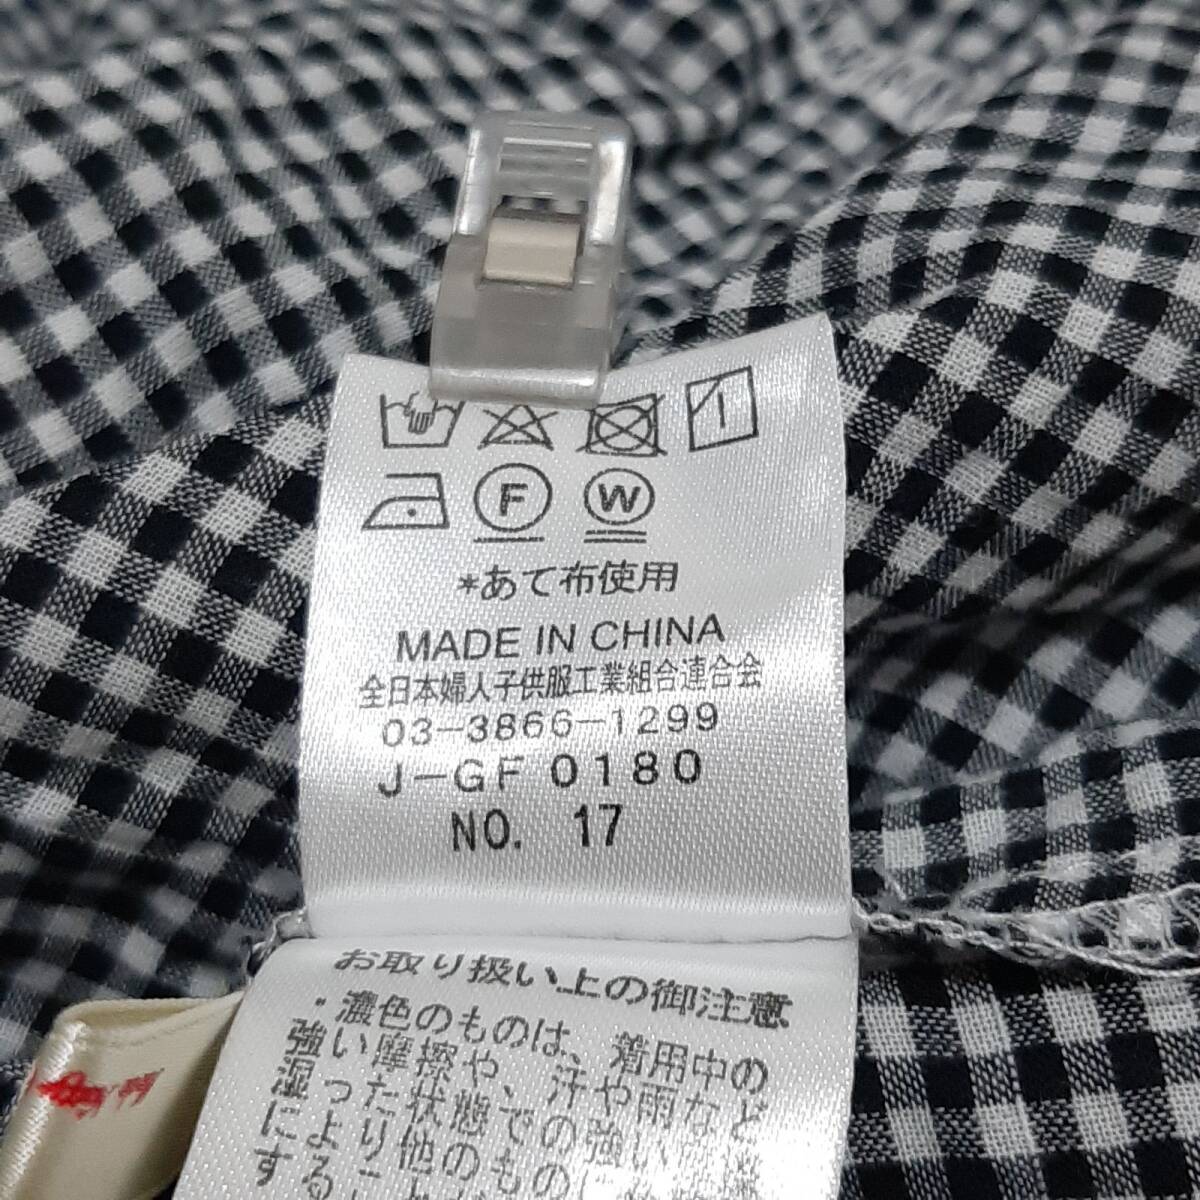 F W
*あて布使用
MADE IN CHINA
全日本婦人子供服工業組合連合会
03-3866-1299
J-GF 0180
NO. 17
お取り扱い上の御注意
・濃色のものは、着用中の
強い摩擦や、汗や雨など
湿った状態での強い摩擦
により他のもの
する